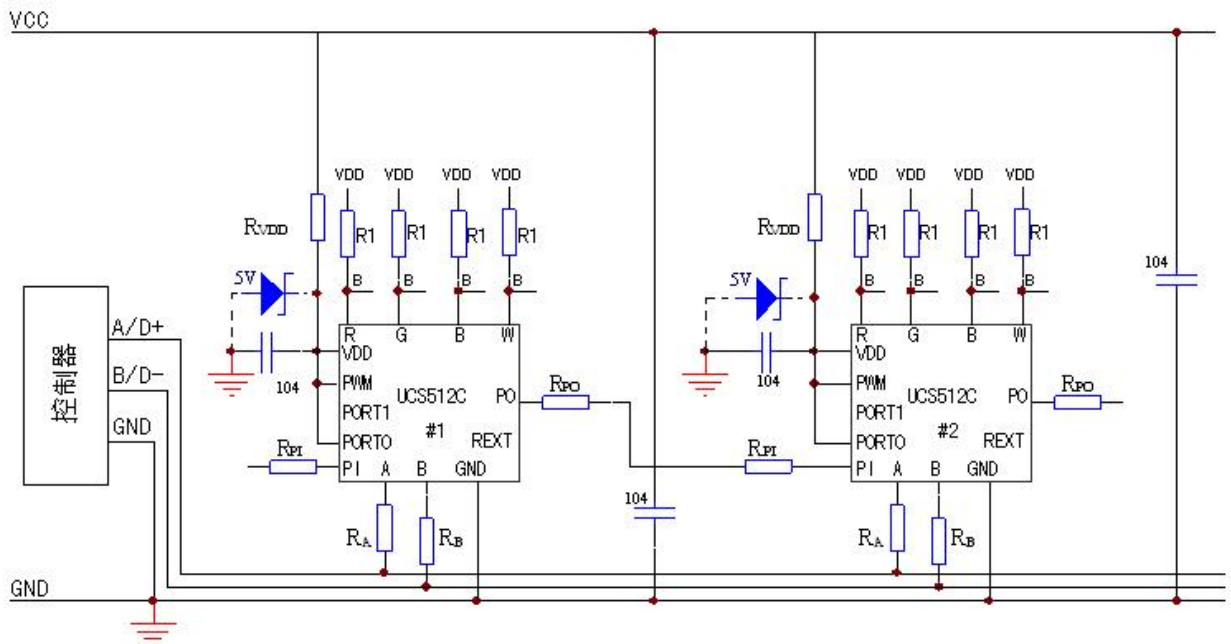 VCC
VDD VDD VDD VDD
VDD VDD VDD VDD
RVDD
R1 R1 R1 R1
RVDD
R1 R1 R1 R1
104
5V
B B B B
5V
B B B B
控制器
A/D+
B/D-
GND
R G B W
VDD
104
PWM
UCS512C
PO
PORT1
#1
REXT
PORT0
PI A B GND
RPO
RPI
R G B W
VDD
104
PWM
UCS512C
PO
PORT1
#2
REXT
PORT0
PI A B GND
RPO
RPI
104
RA RB
RA RB
GND